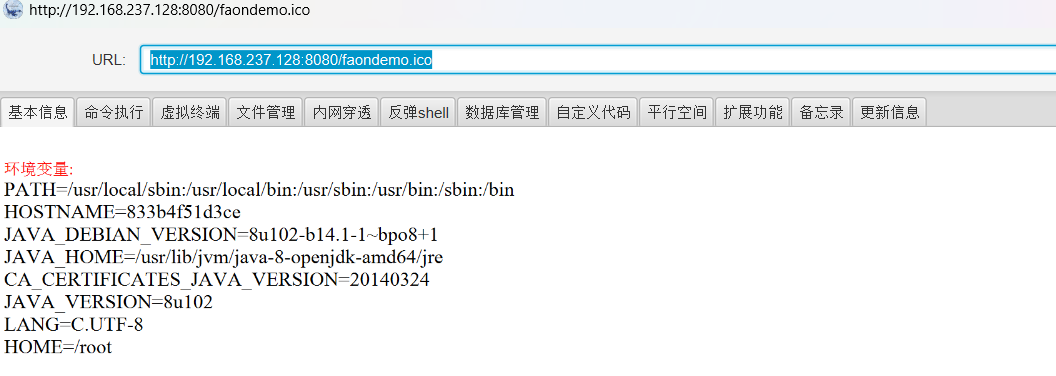 http://192.168.237.128:8080/faondemo.ico
URL: http://192.168.237.128:8080/faondemo.ico
基本信息 命令执行 虚拟终端 文件管理 内网穿透 反弹shell 数据库管理 自定义代码 平行空间 扩展功能 备忘录 更新信息
环境变量:
PATH=/usr/local/sbin:/usr/local/bin:/usr/sbin:/usr/bin:/sbin:/bin
HOSTNAME=833b4f51d3ce
JAVA_DEBIAN_VERSION=8u102-b14.1-1~bpo8+1
JAVA_HOME=/usr/lib/jvm/java-8-openjdk-amd64/jre
CA_CERTIFICATES_JAVA_VERSION=20140324
JAVA_VERSION=8u102
LANG=C.UTF-8
HOME=/root